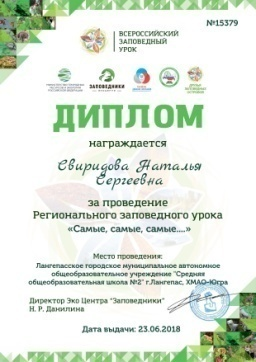 №15379
ВСЕРОССИЙСКИЙ
ЗАПОВЕДНЫЙ
УРОК
ЗАПОВЕДНИКИ
ДИПЛОМ
награждается
Свиридова Наталья
Сергеевна
за проведение
Регионального заповедного урока
«Самые, самые, самые....»
Место проведения:
Лангепасское городское муниципальное автономное
общеобразовательное учреждение "Средняя
общеобразовательная школа №2" г.Лангепас, ХМАО-Югра
Директор Эко Центра "Заповедники"
Н. Р. Данилина
Дата выдачи: 23.06.2018